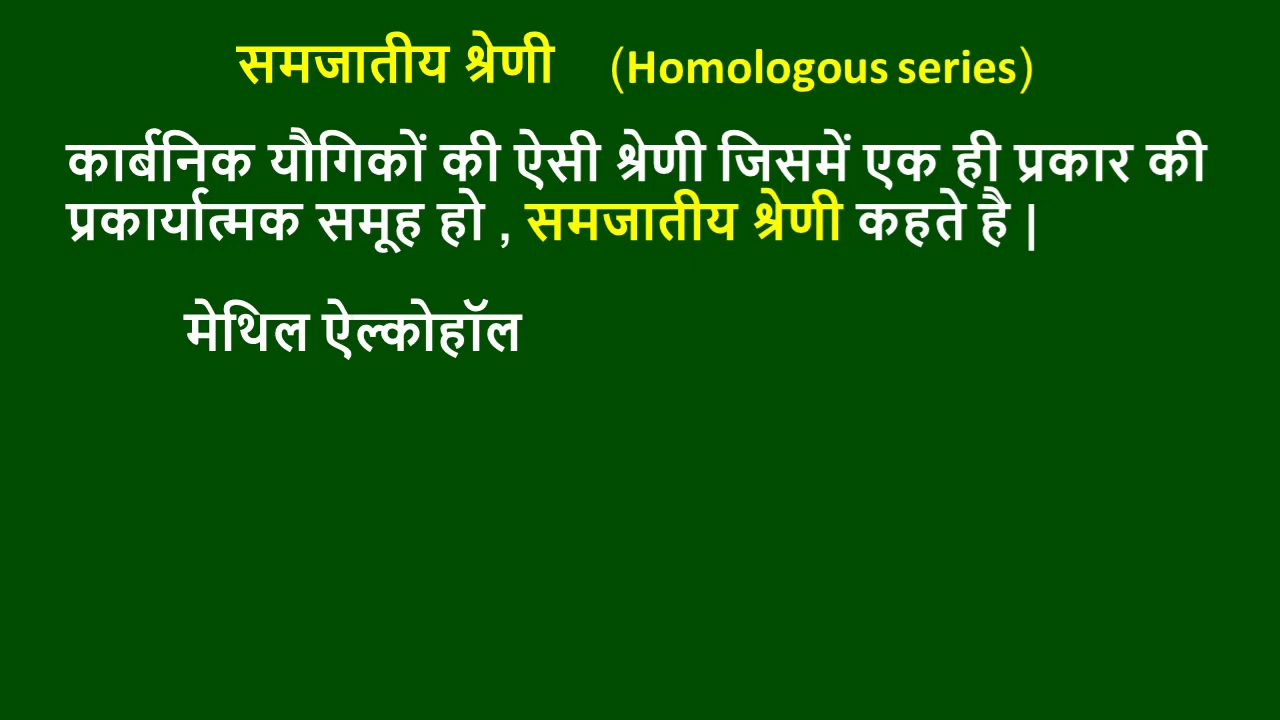 समजातीय श्रेणी (Homologous series)
कार्बनिक यौगिकों की ऐसी श्रेणी जिसमें एक ही प्रकार की
प्रकार्यात्मक समूह हो , समजातीय श्रेणी कहते है |
मेथिल ऐल्कोहॉल